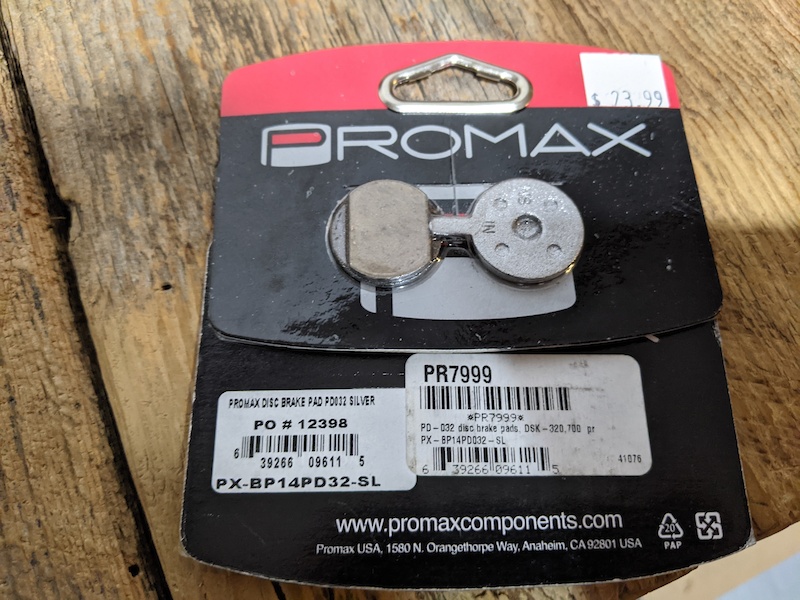 $ 23.99
PROMAX
IN
PROMAX DISC BRAKE PAD PD032 SILVER
PO # 12398
6 39266 09611 5
PX-BP14PD32-SL
PR7999
*PR7999*
PD-032 disc brake pads, DSK-320,700 pr
PX-BP14PD032-SL
6 39266 09611 5
41076
www.promaxcomponents.com
Promax USA, 1580 N. Orangethorpe Way, Anaheim, CA 92801 USA
20
PAP